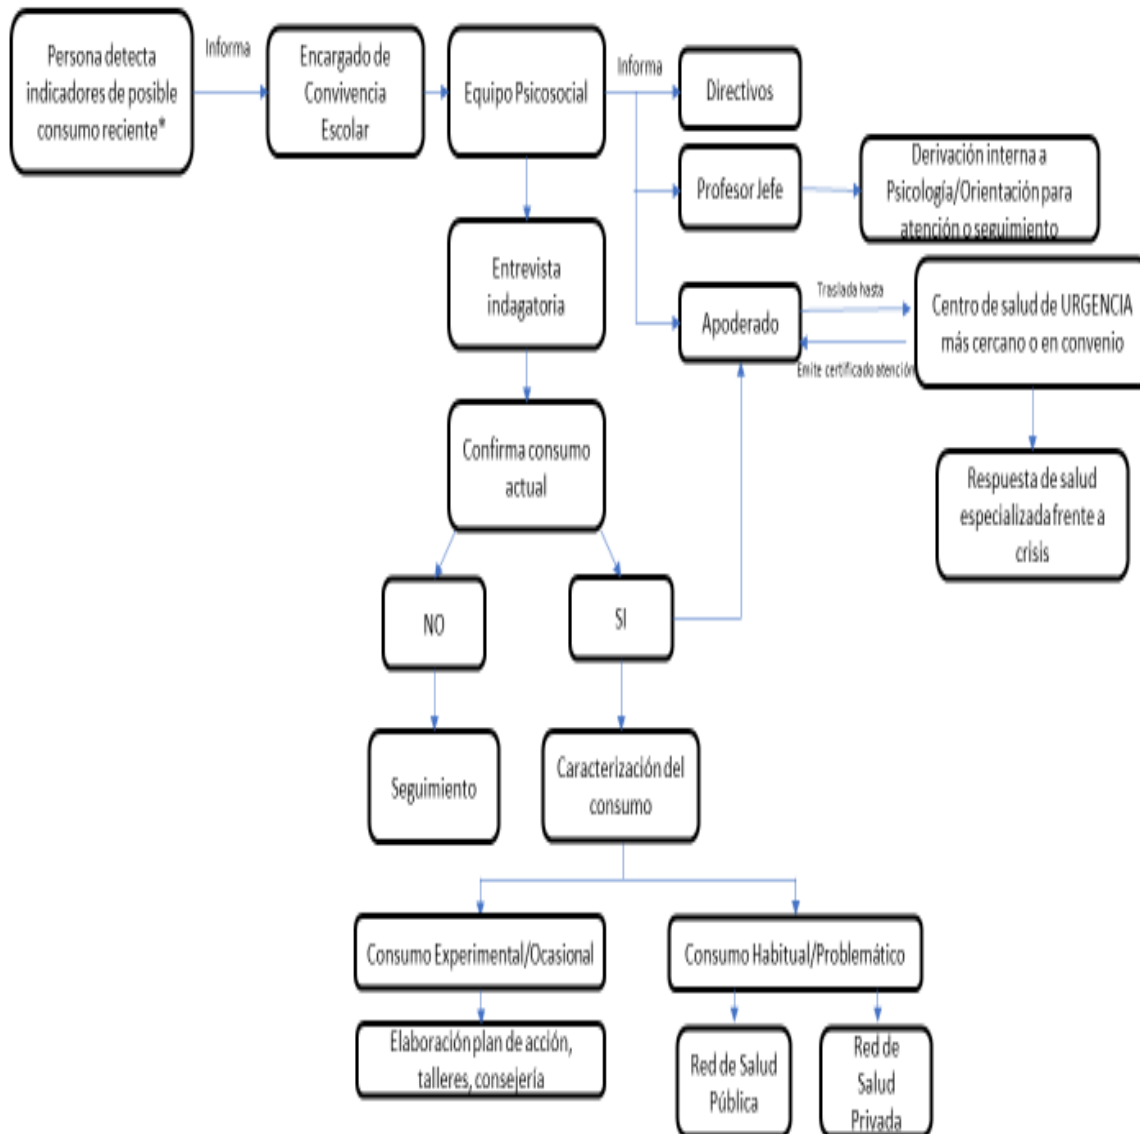 Persona detecta
indicadores de posible
consumo reciente*
Informa
Encargado de
Convivencia
Escolar
Equipo Psicosocial
Informa
Directivos
Profesor Jefe
Derivación interna a
Psicología/Orientación para
atención o seguimiento
Entrevista
indagatoria
Apoderado
Traslada hasta
Emite certificado atención
Centro de salud de URGENCIA
más cercano o en convenio
Respuesta de salud
especializada frente a
crisis
Confirma consumo
actual
NO
SI
Seguimiento
Caracterización del
consumo
Consumo Experimental/Ocasional
Consumo Habitual/Problemático
Elaboración plan de acción,
talleres, consejería
Red de Salud
Pública
Red de
Salud
Privada